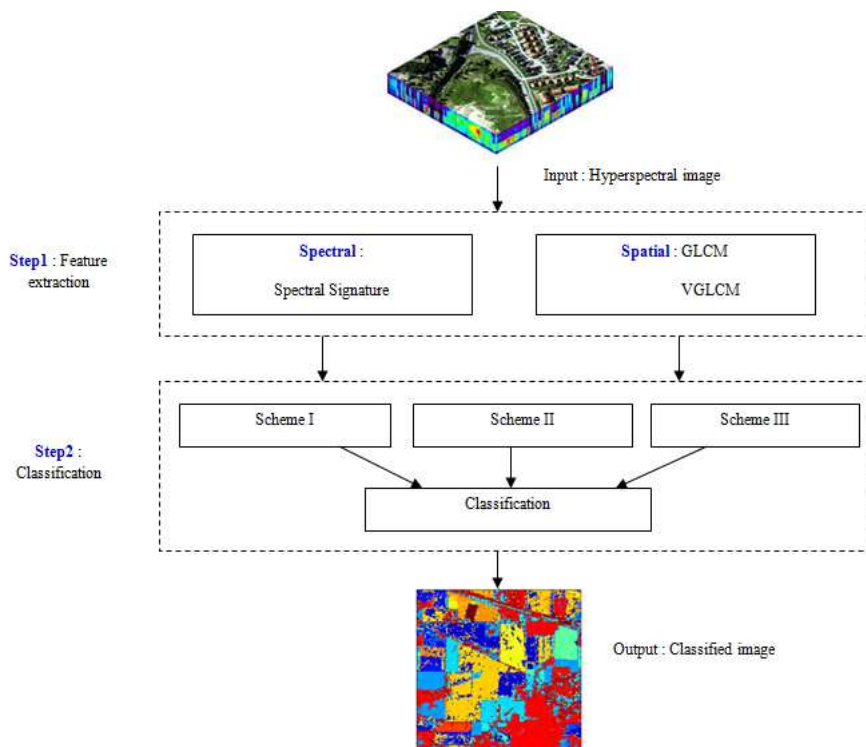 Input : Hyperspectral image
Step1 : Feature
extraction
Spectral :
Spectral Signature
Spatial : GLCM
VGLCM
Step2 :
Classification
Scheme I
Scheme II
Scheme III
Classification
Output : Classified image